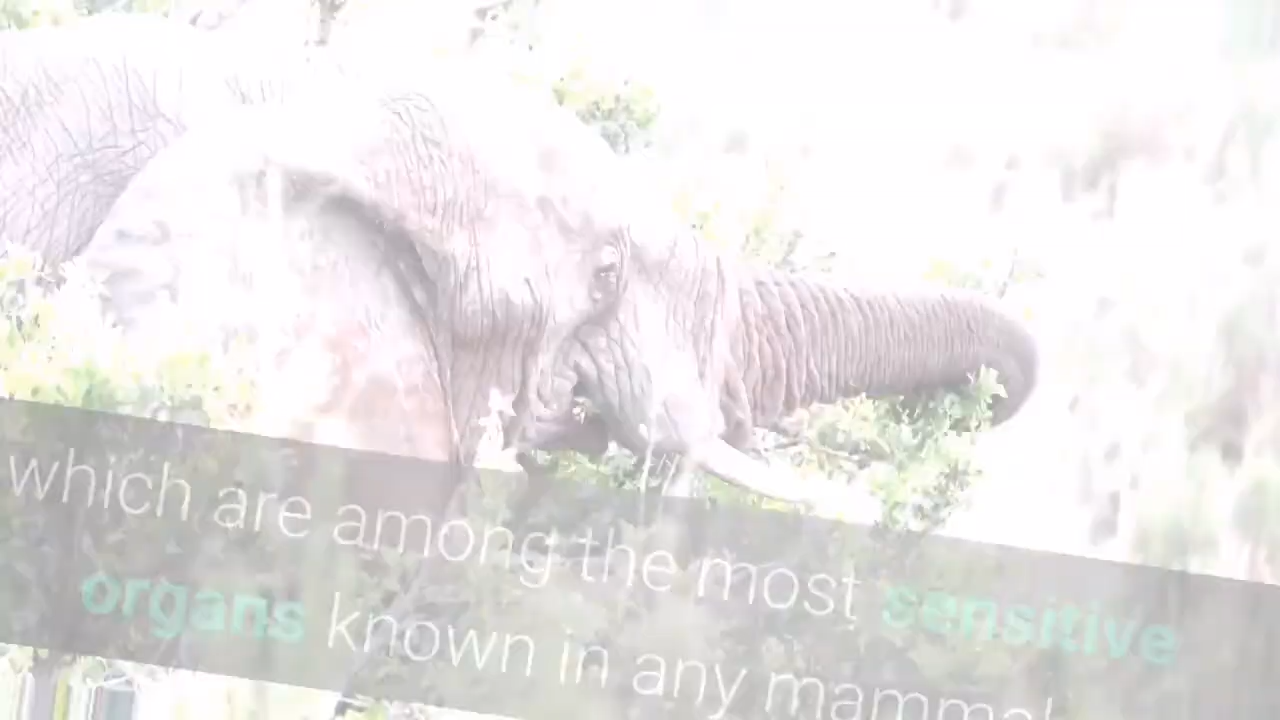 which are among the most sensitive
organs known in any mammal